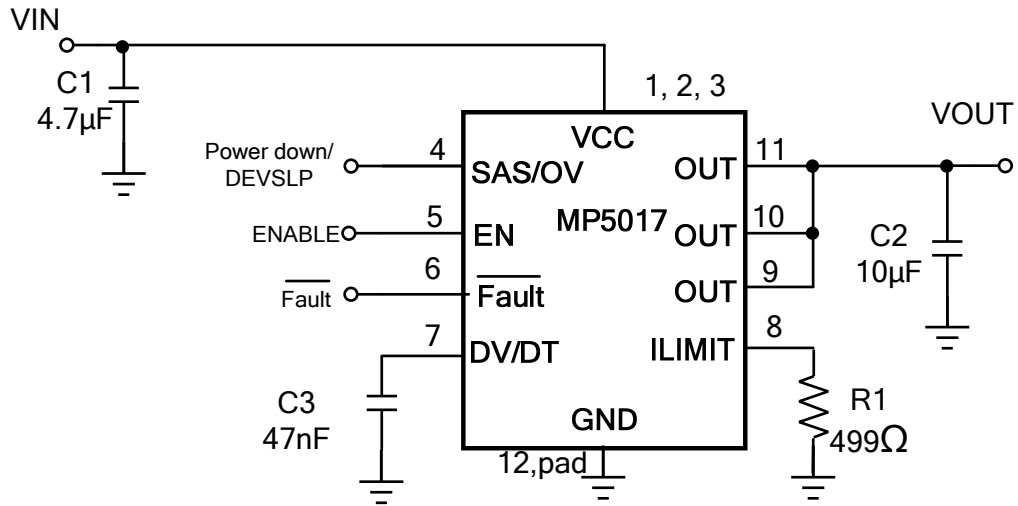 VIN
C1
4.7µF
1, 2, 3
VOUT
VCC
Power down/
DEVSLP
4
SAS/OV
OUT
11
MP5017
ENABLE
5
EN
OUT
10
C2
10µF
Fault
6
Fault
OUT
9
7
DV/DT
ILIMIT
8
C3
47nF
R1
499Ω
GND
12,pad